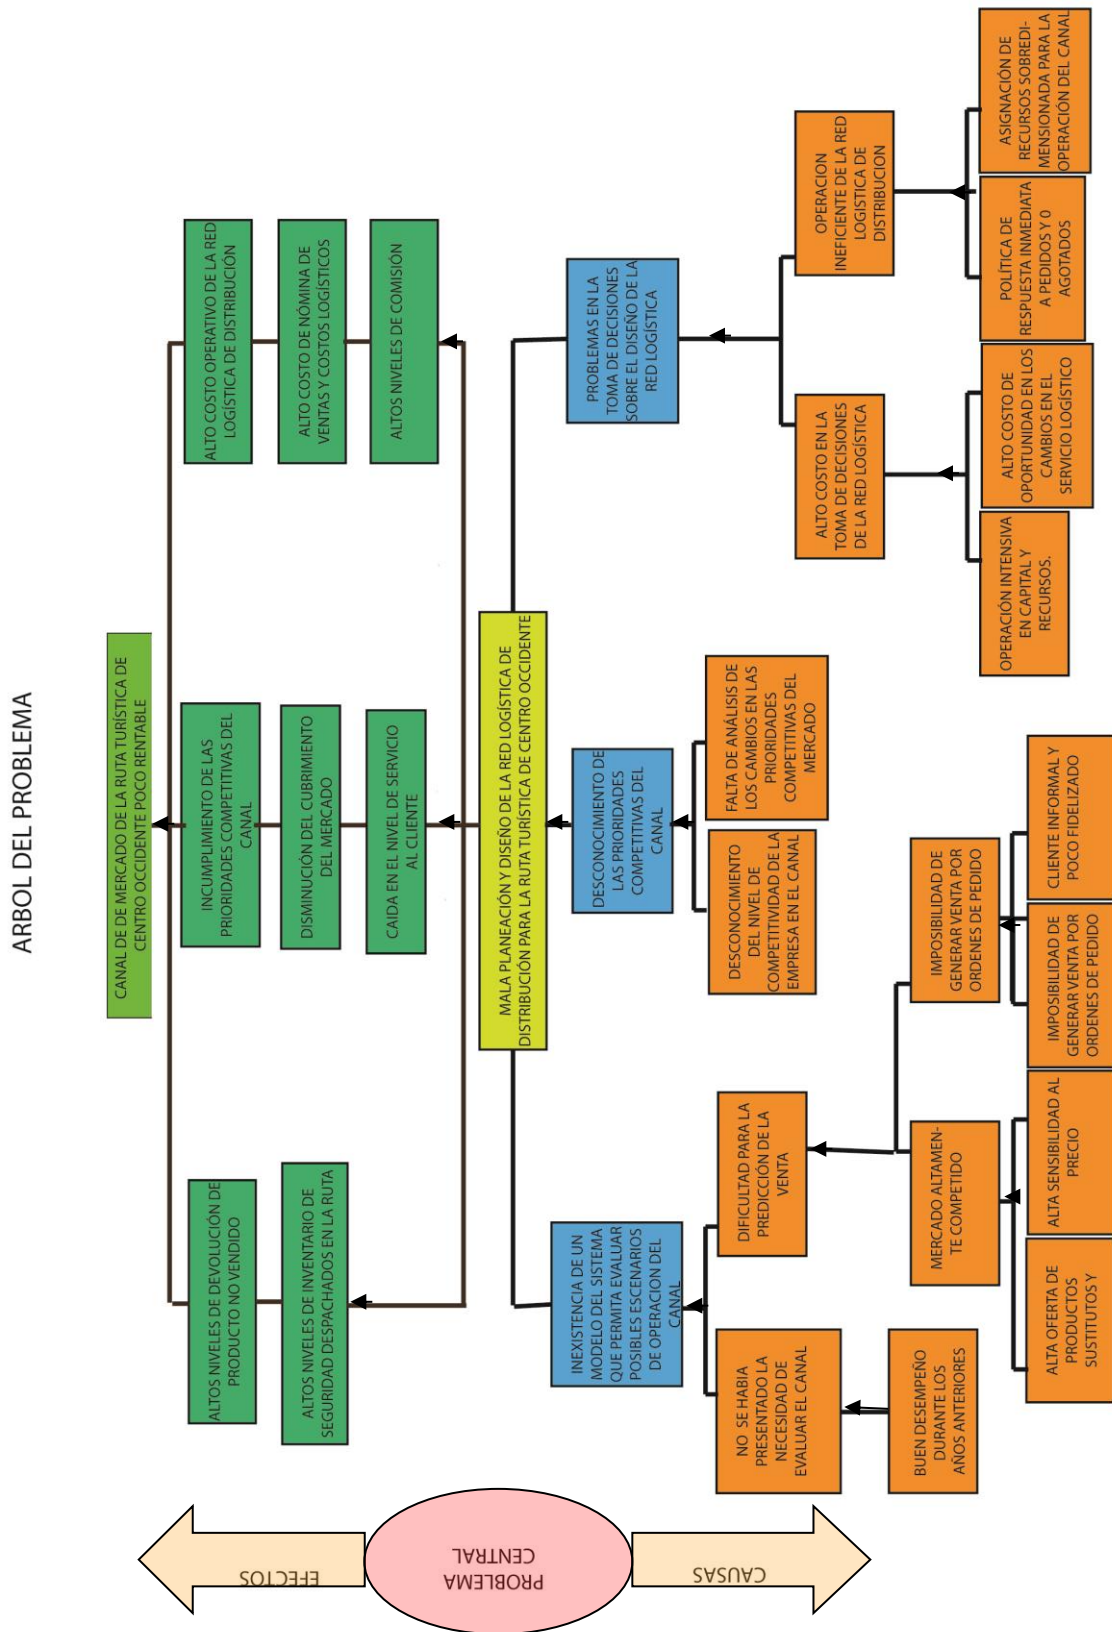 ARBOL DEL PROBLEMA
CANAL DE DE MERCADO DE LA RUTA TURÍSTICA DE
CENTRO OCCIDENTE POCO RENTABLE
ALTOS NIVELES DE DEVOLUCIÓN DE
PRODUCTO NO VENDIDO
INCUMPLIMIENTO DE LAS
PRIORIDADES COMPETITIVAS DEL
CANAL
ALTO COSTO OPERATIVO DE LA RED
LOGÍSTICA DE DISTRIBUCIÓN
ALTOS NIVELES DE INVENTARIO DE
SEGURIDAD DESPACHADOS EN LA RUTA
DISMINUCIÓN DEL CUBRIMIENTO
DEL MERCADO
ALTO COSTO DE NÓMINA DE
VENTAS Y COSTOS LOGÍSTICOS
CAIDA EN EL NIVEL DE SERVICIO
AL CLIENTE
ALTOS NIVELES DE COMISIÓN
EFECTOS
PROBLEMA
CENTRAL
CAUSAS
MALA PLANEACIÓN Y DISEÑO DE LA RED LOGÍSTICA DE
DISTRIBUCIÓN PARA LA RUTA TURÍSTICA DE CENTRO OCCIDENTE
INEXISTENCIA DE UN
MODELO DEL SISTEMA
QUE PERMITA EVALUAR
POSIBLES ESCENARIOS
DE OPERACION DEL
CANAL
DESCONOCIMIENTO DE
LAS PRIORIDADES
COMPETITIVAS DEL
CANAL
PROBLEMAS EN LA
TOMA DE DECISIONES
SOBRE EL DISEÑO DE LA
RED LOGÍSTICA
NO SE HABIA
PRESENTADO LA
NECESIDAD DE
EVALUAR EL CANAL
DIFICULTAD PARA LA
PREDICCIÓN DE LA
VENTA
DESCONOCIMIENTO
DEL NIVEL DE
COMPETITIVIDAD DE LA
EMPRESA EN EL CANAL
FALTA DE ANÁLISIS DE
LOS CAMBIOS EN LAS
PRIORIDADES
COMPETITIVAS DEL
MERCADO
ALTO COSTO EN LA
TOMA DE DECISIONES
DE LA RED LOGÍSTICA
OPERACION
INEFICIENTE DE LA RED
LOGISTICA DE
DISTRIBUCION
BUEN DESEMPEÑO
DURANTE LOS
AÑOS ANTERIORES
MERCADO ALTAMEN-
TE COMPETIDO
IMPOSIBILIDAD DE
GENERAR VENTA POR
ORDENES DE PEDIDO
OPERACIÓN INTENSIVA
EN CAPITAL Y
RECURSOS.
ALTO COSTO DE
OPORTUNIDAD EN LOS
CAMBIOS EN EL
SERVICIO LOGÍSTICO
POLÍTICA DE
RESPUESTA INMEDIATA
A PEDIDOS Y 0
AGOTADOS
ASIGNACIÓN DE
RECURSOS SOBREDI-
MENSIONADA PARA LA
OPERACIÓN DEL CANAL
ALTA OFERTA DE
PRODUCTOS
SUSTITUTOS Y
ALTA SENSIBILIDAD AL
PRECIO
IMPOSIBILIDAD DE
GENERAR VENTA POR
ORDENES DE PEDIDO
CLIENTE INFORMAL Y
POCO FIDELIZADO